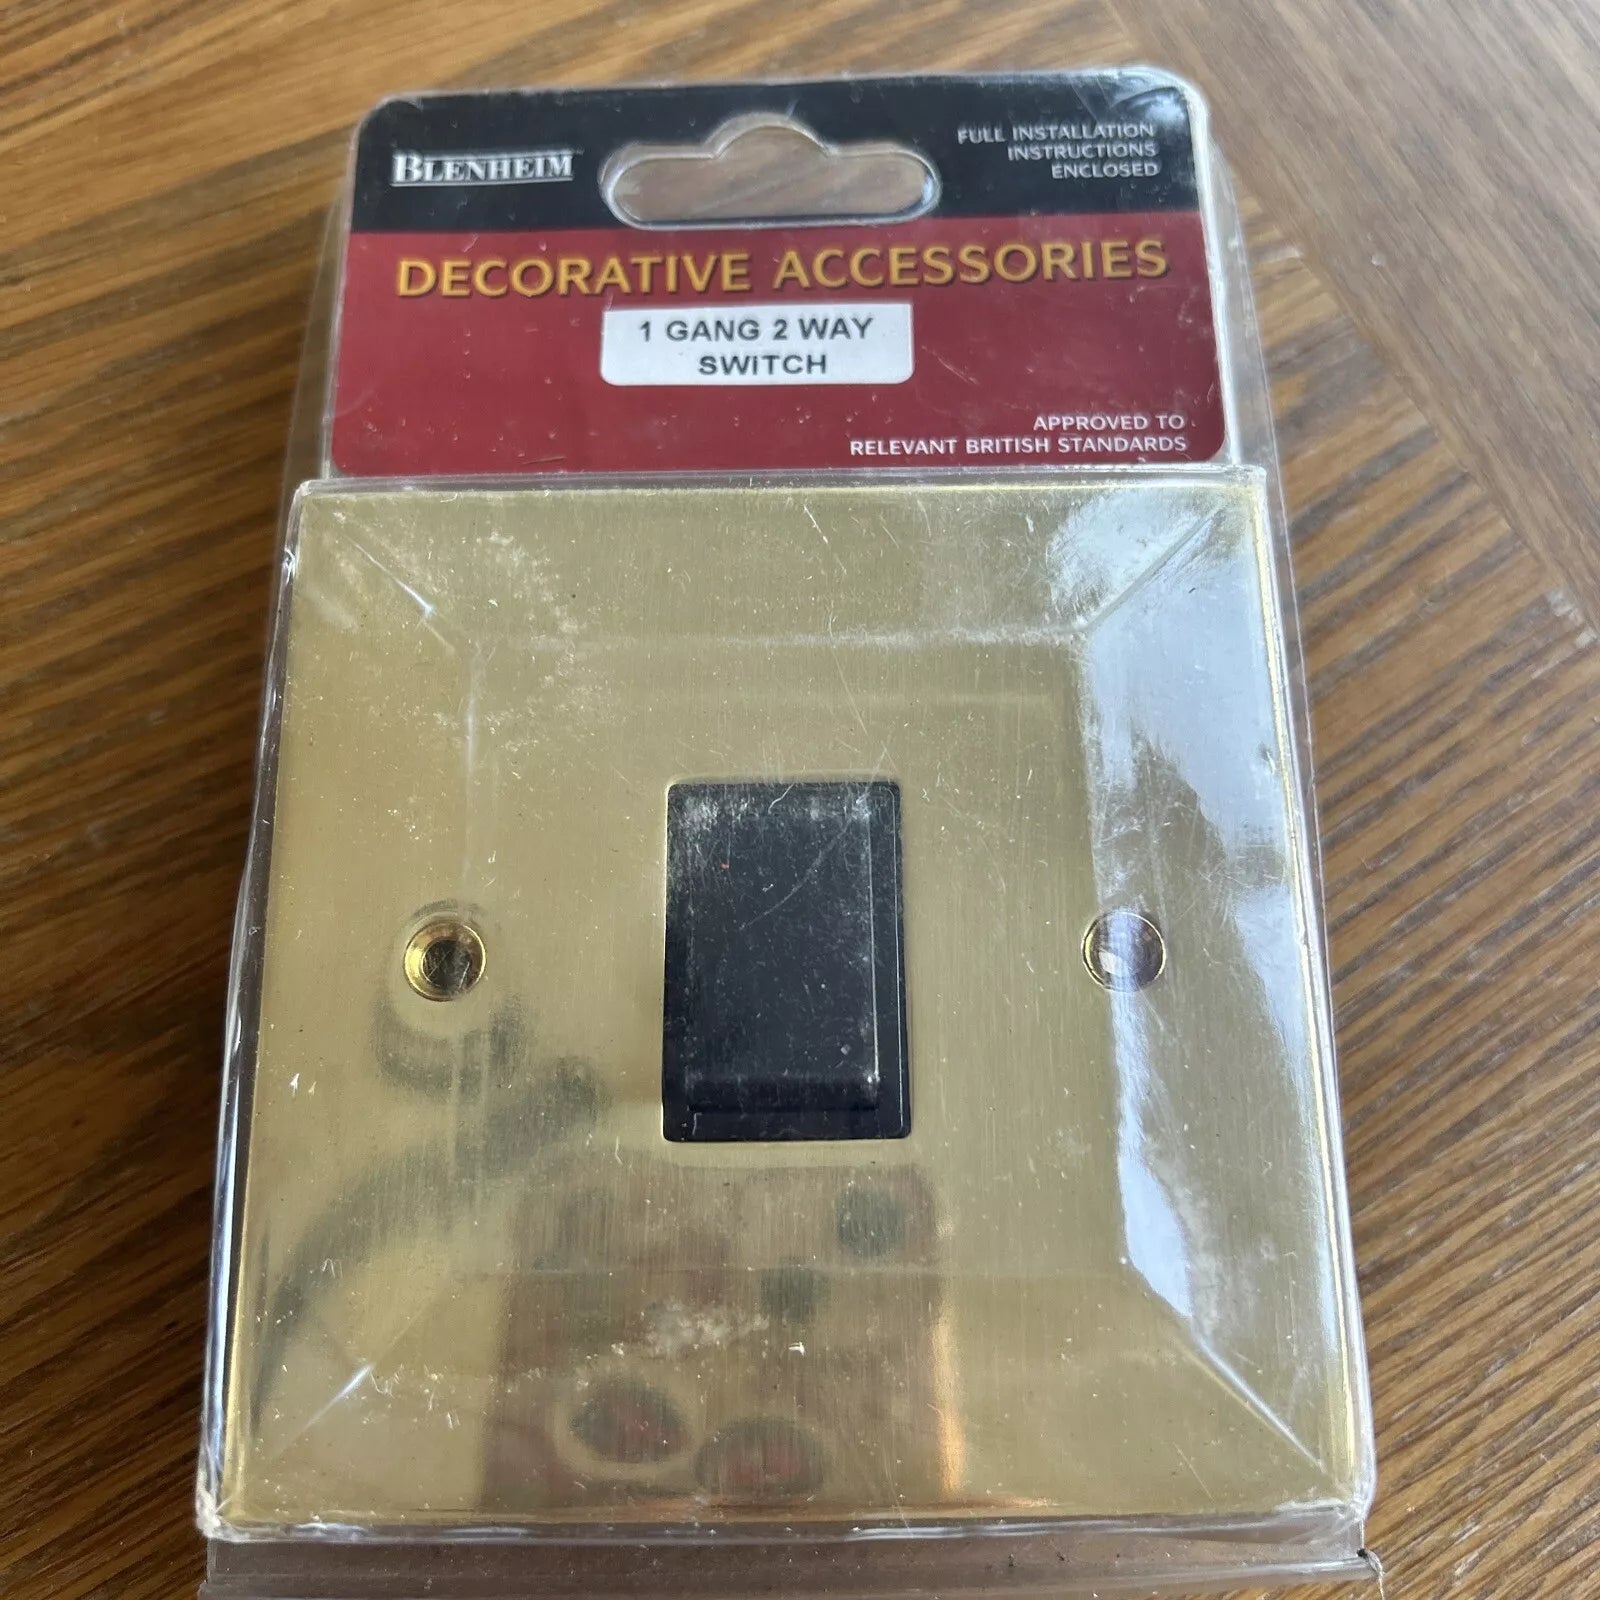 BLENHEIM
FULL INSTALLATION
INSTRUCTIONS
ENCLOSED
DECORATIVE ACCESSORIES
1 GANG 2 WAY
SWITCH
APPROVED TO
RELEVANT BRITISH STANDARDS